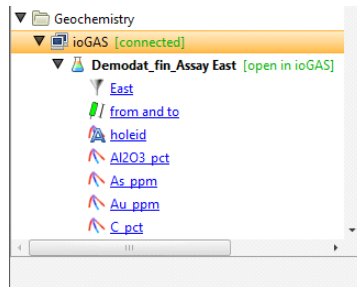 Geochemistry
ioGAS [connected]
Demodat_fin_Assay East [open in ioGAS]
East
from and to
holeid
Al2O3_pct
As_ppm
Au_ppm
C_pct